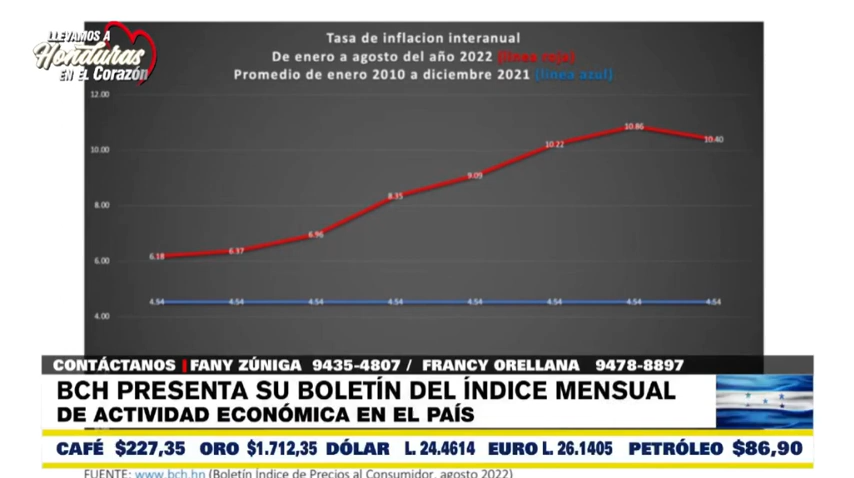 LLEVAMOS A
Honduras
EN EL Corazón
Tasa de inflacion interanual
De enero a agosto del año 2022 (linea roja)
Promedio de enero 2010 a diciembre 2021 (linea azul)
12.00
10.00
8.00
6.00
4.00
6.18 6.37 6.96 8.35 9.09 10.22 10.86 10.40
4.54 4.54 4.54 4.54 4.54 4.54 4.54 4.54
CONTÁCTANOS | FANY ZÚNIGA 9435-4807 / FRANCY ORELLANA 9478-8897
BCH PRESENTA SU BOLETÍN DEL ÍNDICE MENSUAL
DE ACTIVIDAD ECONÓMICA EN EL PAÍS
CAFÉ $227,35 ORO $1.712,35 DÓLAR L. 24.4614 EURO L. 26.1405 PETRÓLEO $86,90
FUENTE: www.bch.hn (Boletín Índice de Precios al Consumidor, agosto 2022)